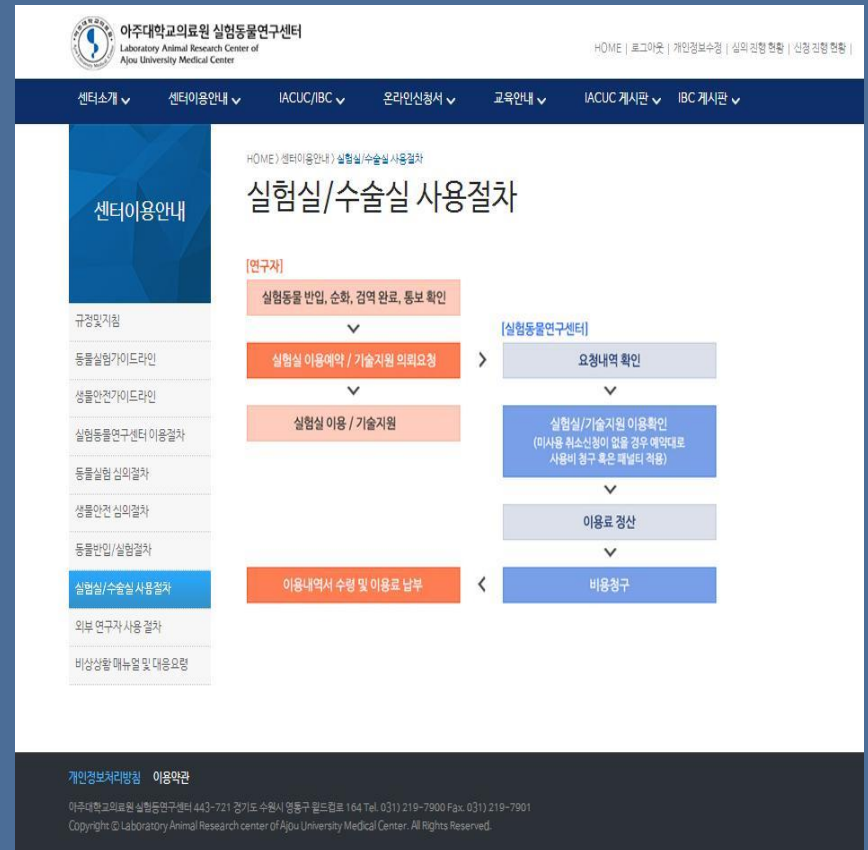 아주대학교의료원 실험동물연구센터
Laboratory Animal Research Center of
Ajou University Medical Center
HOME | 로그아웃 | 개인정보수정 | 심의 진행 현황 | 신청 진행 현황 |
센터소개 센터이용안내 IACUC/IBC 온라인신청서 교육안내 IACUC 게시판 IBC 게시판
센터이용안내
HOME > 센터이용안내 > 실험실/수술실 사용절차
실험실/수술실 사용절차
[연구자]
실험동물 반입, 순화, 검역 완료, 통보 확인
실험실 이용예약 / 기술지원 의뢰요청
실험실 이용 / 기술지원
이용내역서 수령 및 이용료 납부
[실험동물연구센터]
요청내역 확인
실험실/기술지원 이용확인
(미사용 취소신청이 없을 경우 예약대로
사용비 청구 혹은 패널티 적용)
이용료 정산
비용청구
규정및지침
동물실험가이드라인
생물안전가이드라인
실험동물연구센터 이용절차
동물실험 심의절차
생물안전 심의절차
동물반입/실험절차
실험실/수술실 사용절차
외부 연구자 사용 절차
비상상황 매뉴얼 및 대응요령
개인정보처리방침 이용약관
아주대학교의료원 실험동연구센터 443-721 경기도 수원시 영통구 월드컵로 164 Tel. 031) 219-7900 Fax. 031) 219-7901
Copyright © Laboratory Animal Research center of Ajou University Medical Center. All Rights Reserved.